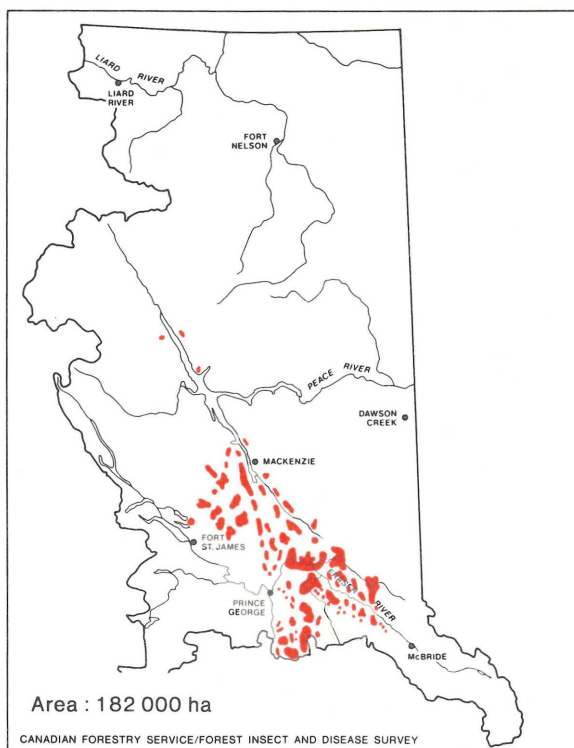 LIARD RIVER
LIARD
RIVER
FORT
NELSON
PEACE RIVER
DAWSON
CREEK
MACKENZIE
FORT
ST. JAMES
PRINCE
GEORGE
RIVER
McBRIDE
Area : 182 000 ha
CANADIAN FORESTRY SERVICE/FOREST INSECT AND DISEASE SURVEY